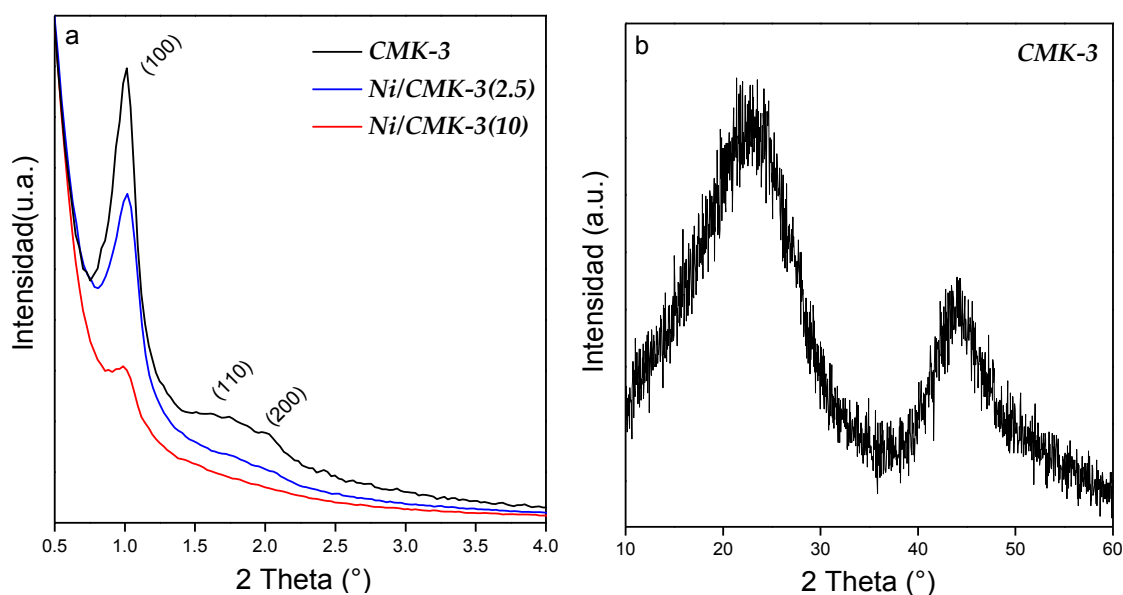 a
CMK-3
Ni/CMK-3(2.5)
Ni/CMK-3(10)
(100)
(110)
(200)
Intensidad(u.a.)
0.5 1.0 1.5 2.0 2.5 3.0 3.5 4.0
2 Theta (°)
b
CMK-3
Intensidad (a.u.)
10 20 30 40 50 60
2 Theta (°)